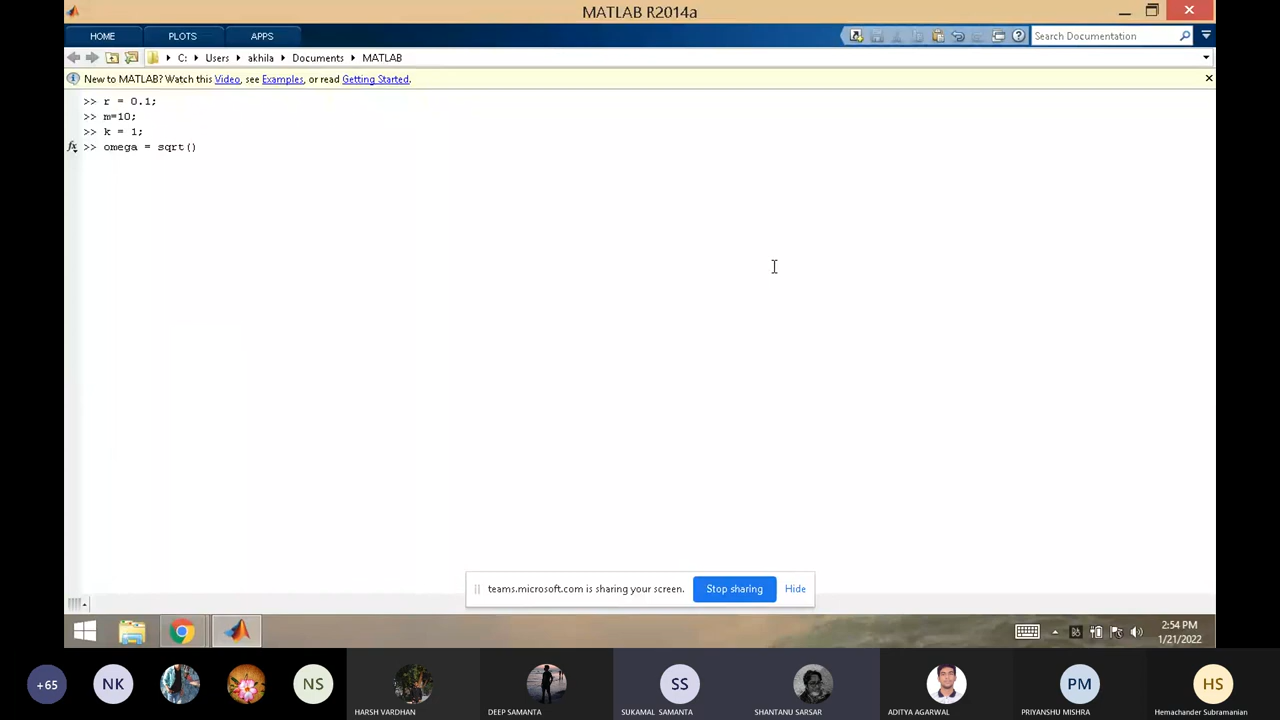 MATLAB R2014a
HOME PLOTS APPS Search Documentation
C: Users akhila Documents MATLAB
New to MATLAB? Watch this Video, see Examples, or read Getting Started.
>> r = 0.1;
>> m=10;
>> k = 1;
fx >> omega = sqrt()
teams.microsoft.com is sharing your screen. Stop sharing Hide
2:54 PM
1/21/2022
+65 NK NS SS PM HS
HARSH VARDHAN DEEP SAMANTA SUKAMAL SAMANTA SHANTANU SARSAR ADITYA AGARWAL PRIYANSHU MISHRA Hemachander Subramanian